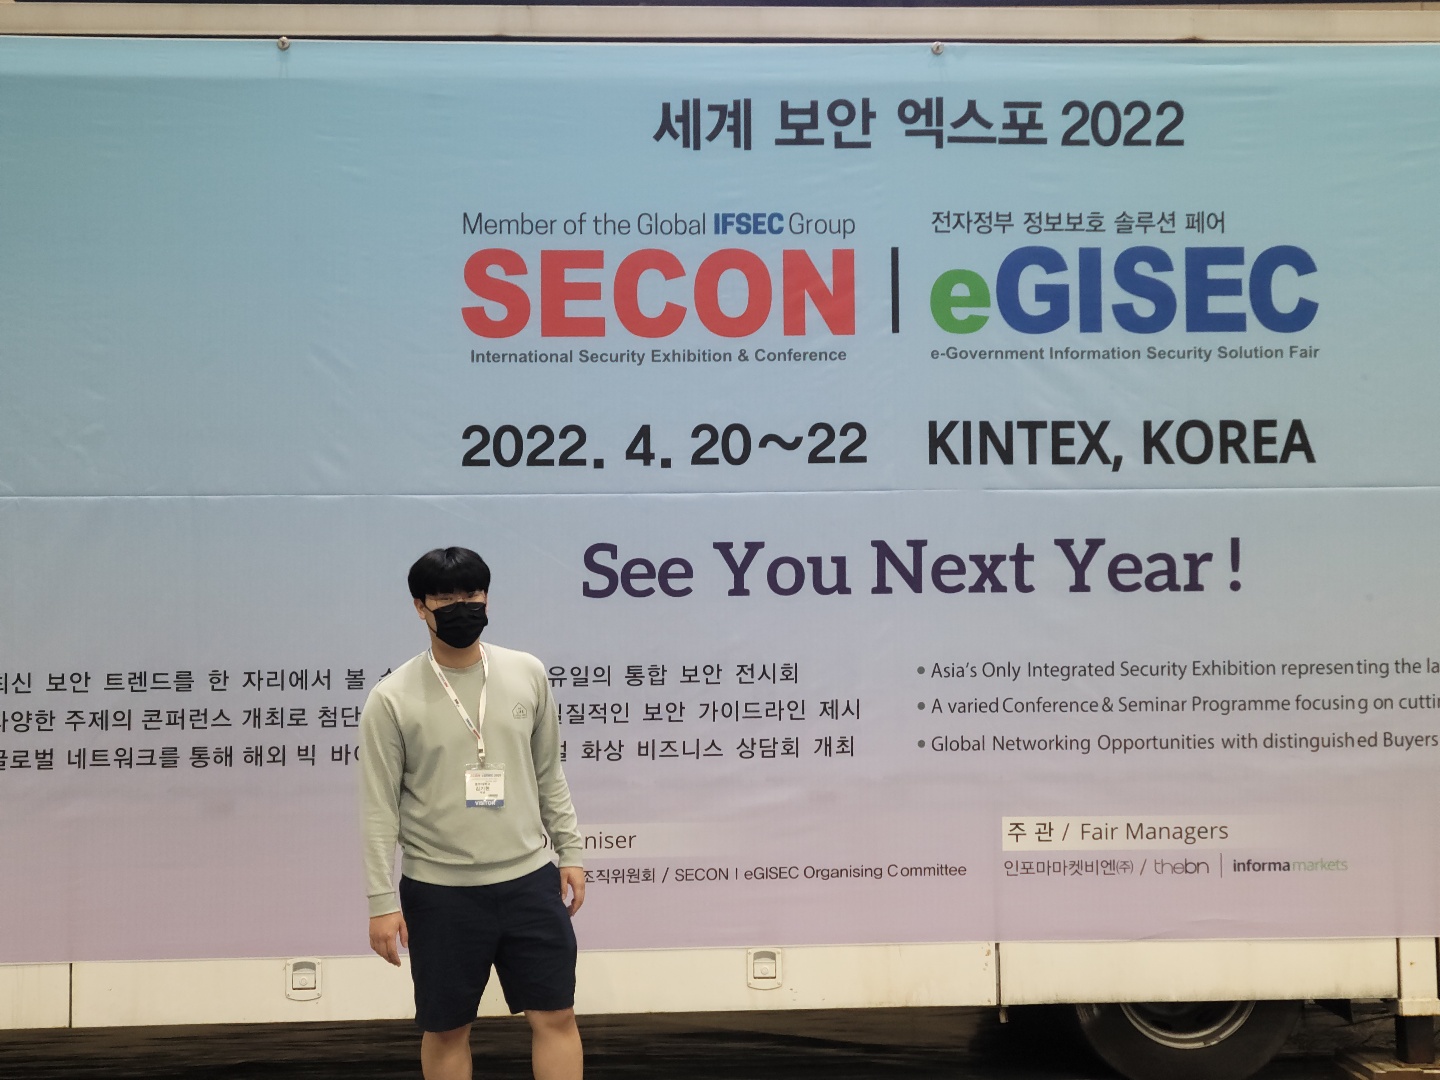 세계 보안 엑스포 2022
Member of the Global IFSEC Group
SECON
International Security Exhibition & Conference
전자정부 정보보호 솔루션 페어
eGISEC
e-Government Information Security Solution Fair
2022. 4. 20~22 KINTEX, KOREA
See You Next Year!
최신 보안 트렌드를 한 자리에서 볼 유일의 통합 보안 전시회
다양한 주제의 콘퍼런스 개최로 첨단 보안 가이드라인 제시
글로벌 네트워크를 통해 해외 빅 화상 비즈니스 상담회 개최
• Asia's Only Integrated Security Exhibition representing the
• A varied Conference & Seminar Programme focusing on
• Global Networking Opportunities with distinguished Buyers
niser
조직위원회 / SECON | eGISEC Organising Committee
주 관 / Fair Managers
인포마마켓비엔(주) / thebn | informa markets
VISITOR